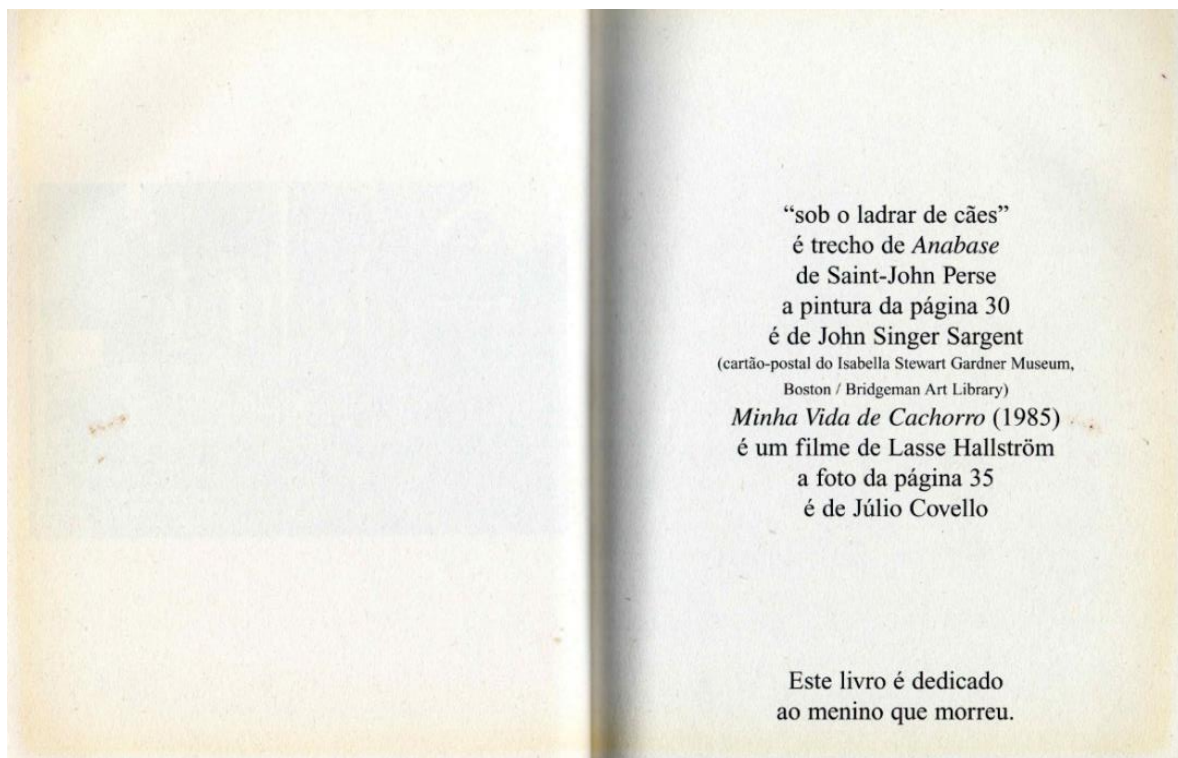 “sob o ladrar de cães”
é trecho de Anabase
de Saint-John Perse
a pintura da página 30
é de John Singer Sargent
(cartão-postal do Isabella Stewart Gardner Museum,
Boston / Bridgeman Art Library)
Minha Vida de Cachorro (1985)
é um filme de Lasse Hallström
a foto da página 35
é de Júlio Covello
Este livro é dedicado
ao menino que morreu.